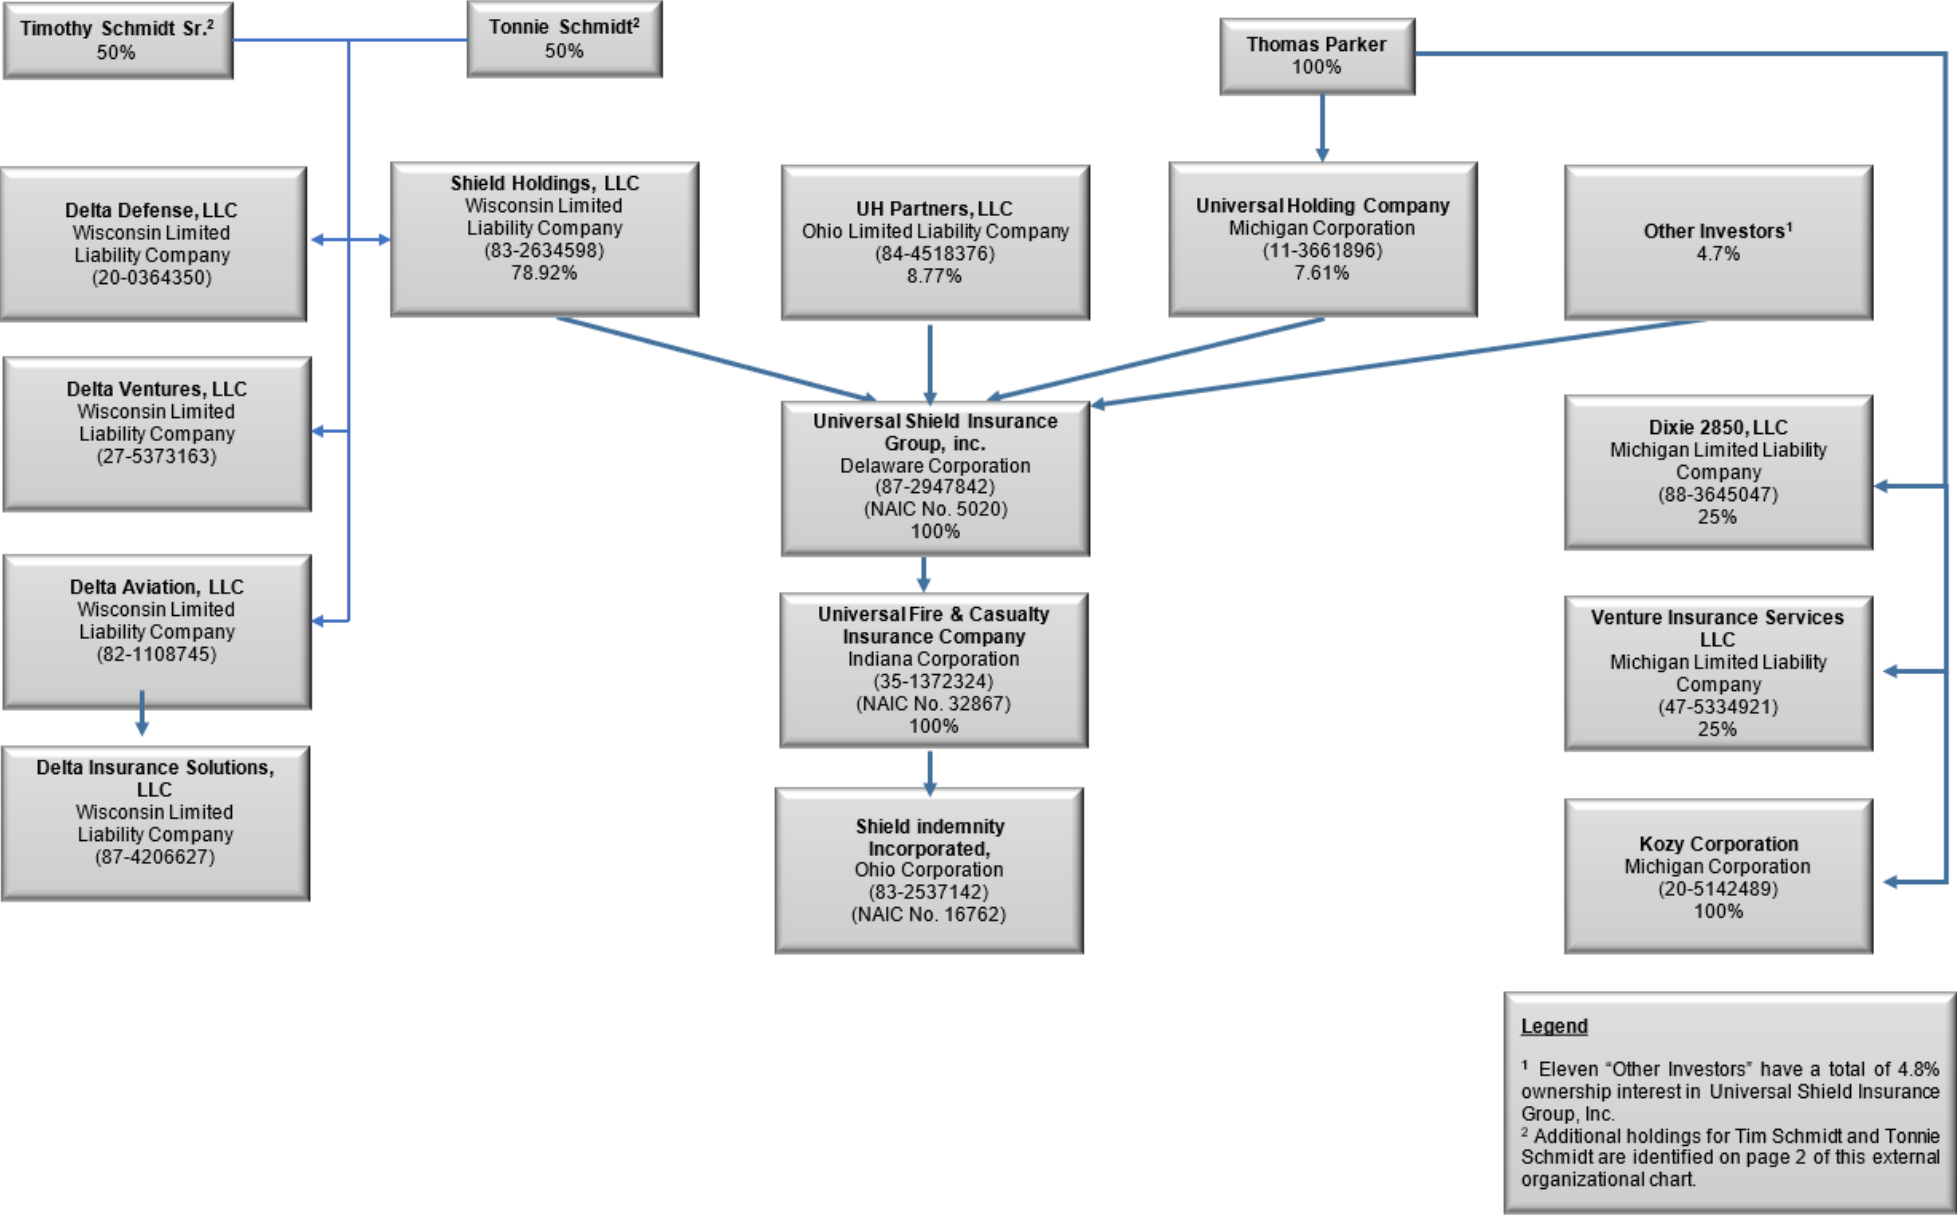 Timothy Schmidt Sr.²
50%
Tonnie Schmidt²
50%
Thomas Parker
100%
Delta Defense, LLC
Wisconsin Limited
Liability Company
(20-0364350)
Shield Holdings, LLC
Wisconsin Limited
Liability Company
(83-2634598)
78.92%
UH Partners, LLC
Ohio Limited Liability Company
(84-4518376)
8.77%
Universal Holding Company
Michigan Corporation
(11-3661896)
7.61%
Other Investors¹
4.7%
Delta Ventures, LLC
Wisconsin Limited
Liability Company
(27-5373163)
Universal Shield Insurance
Group, inc.
Delaware Corporation
(87-2947842)
(NAIC No. 5020)
100%
Dixie 2850, LLC
Michigan Limited Liability
Company
(88-3645047)
25%
Delta Aviation, LLC
Wisconsin Limited
Liability Company
(82-1108745)
Universal Fire & Casualty
Insurance Company
Indiana Corporation
(35-1372324)
(NAIC No. 32867)
100%
Venture Insurance Services
LLC
Michigan Limited Liability
Company
(47-5334921)
25%
Delta Insurance Solutions,
LLC
Wisconsin Limited
Liability Company
(87-4206627)
Shield indemnity
Incorporated,
Ohio Corporation
(83-2537142)
(NAIC No. 16762)
Kozy Corporation
Michigan Corporation
(20-5142489)
100%
Legend
¹ Eleven “Other Investors” have a total of 4.8%
ownership interest in Universal Shield Insurance
Group, Inc.
² Additional holdings for Tim Schmidt and Tonnie
Schmidt are identified on page 2 of this external
organizational chart.